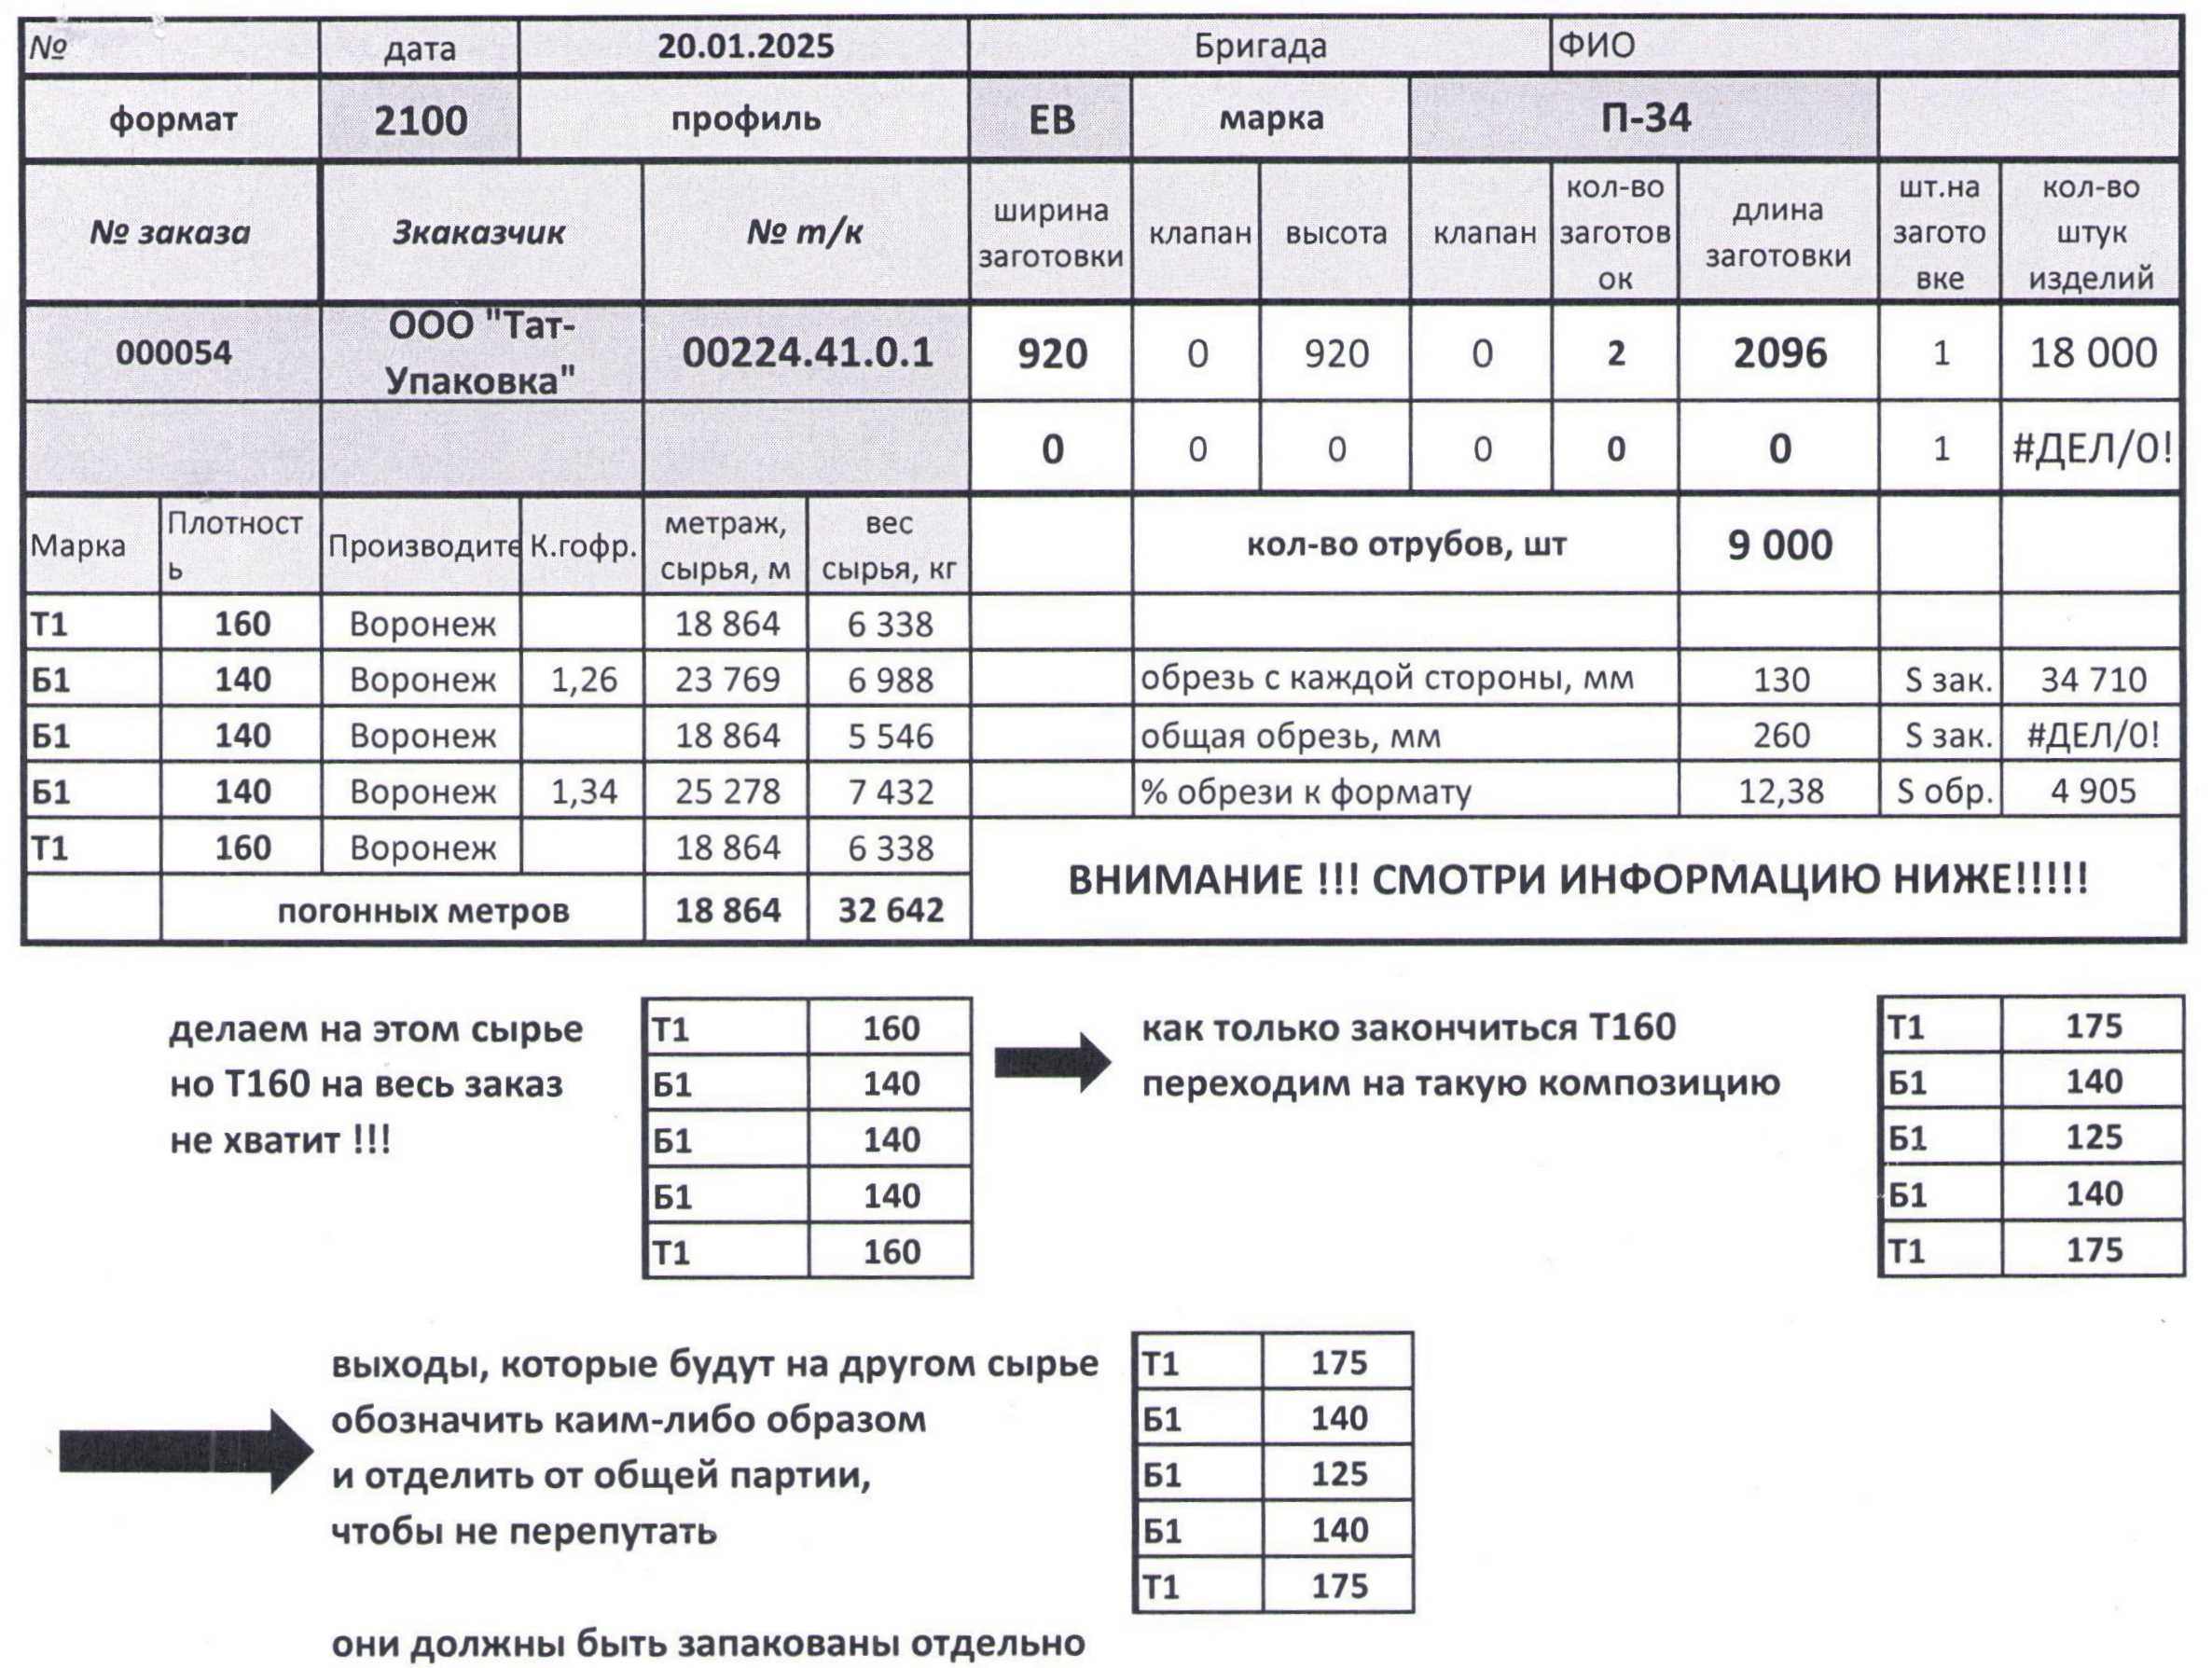 № дата 20.01.2025 Бригада ФИО
формат 2100 профиль ЕВ марка П-34
№ заказа Зкаказчик № т/к ширина заготовки клапан высота клапан кол-во заготов ок длина заготовки шт.на загото вке кол-во штук изделий
000054 ООО "Тат-Упаковка" 00224.41.0.1 920 0 920 0 2 2096 1 18 000
0 0 0 0 0 0 1 #ДЕЛ/0!
Марка Плотност ь Производите К.гофр. метраж, сырья, м вес сырья, кг кол-во отрубов, шт 9 000
Т1 160 Воронеж 18 864 6 338
Б1 140 Воронеж 1,26 23 769 6 988 обрезь с каждой стороны, мм 130 S зак. 34 710
Б1 140 Воронеж 18 864 5 546 общая обрезь, мм 260 S зак. #ДЕЛ/0!
Б1 140 Воронеж 1,34 25 278 7 432 % обрези к формату 12,38 S обр. 4 905
Т1 160 Воронеж 18 864 6 338
ВНИМАНИЕ !!! СМОТРИ ИНФОРМАЦИЮ НИЖЕ!!!!!
погонных метров 18 864 32 642
делаем на этом сырье
но Т160 на весь заказ
не хватит !!!
Т1 160
Б1 140
Б1 140
Б1 140
Т1 160
как только закончиться Т160
переходим на такую композицию
Т1 175
Б1 140
Б1 125
Б1 140
Т1 175
выходы, которые будут на другом сырье
обозначить каим-либо образом
и отделить от общей партии,
чтобы не перепутать
Т1 175
Б1 140
Б1 125
Б1 140
Т1 175
они должны быть запакованы отдельно